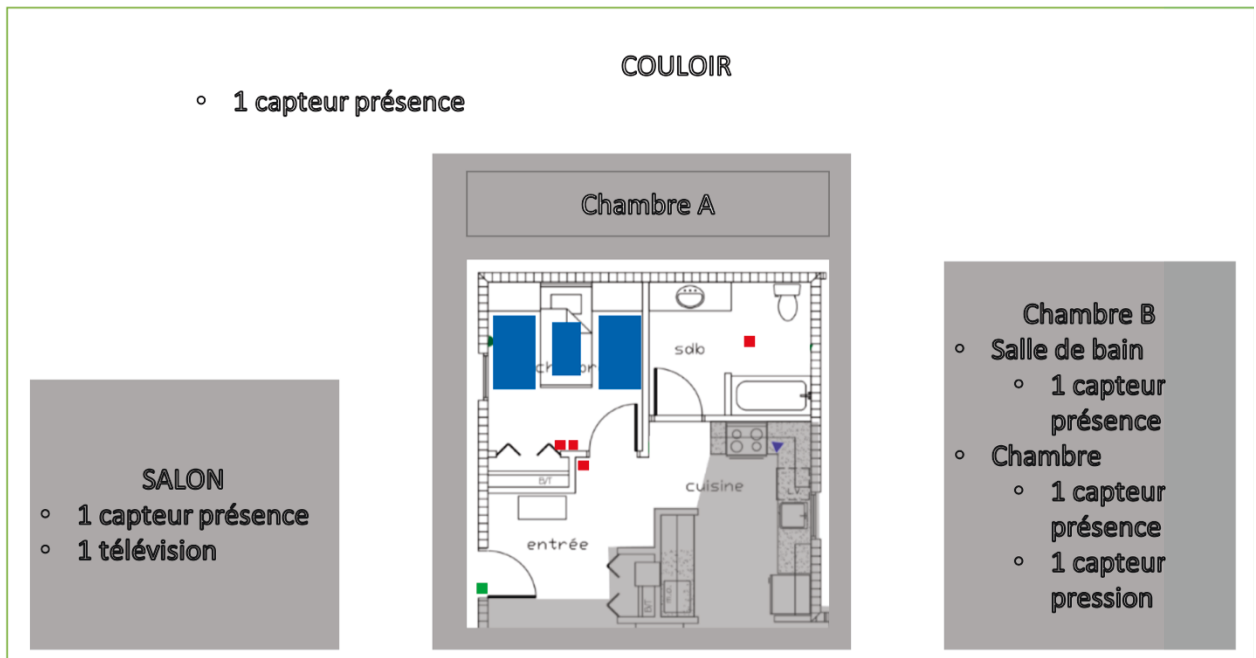 COULOIR
◦ 1 capteur présence
Chambre A
sdb
cuisine
entrée
B/T
B/T
SALON
◦ 1 capteur présence
◦ 1 télévision
Chambre B
◦ Salle de bain
◦ 1 capteur
présence
◦ Chambre
◦ 1 capteur
présence
◦ 1 capteur
pression